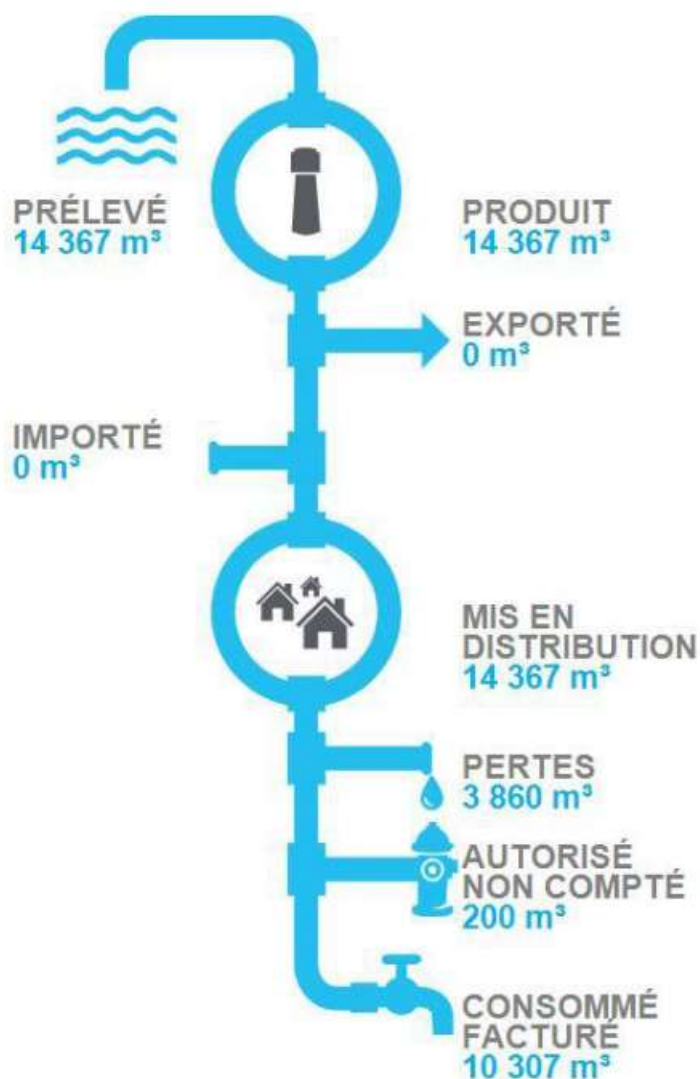 PRÉLEVÉ
14 367 m³
PRODUIT
14 367 m³
EXPORTÉ
0 m³
IMPORTÉ
0 m³
MIS EN
DISTRIBUTION
14 367 m³
PERTES
3 860 m³
AUTORISÉ
NON COMPTÉ
200 m³
CONSOMMÉ
FACTURÉ
10 307 m³